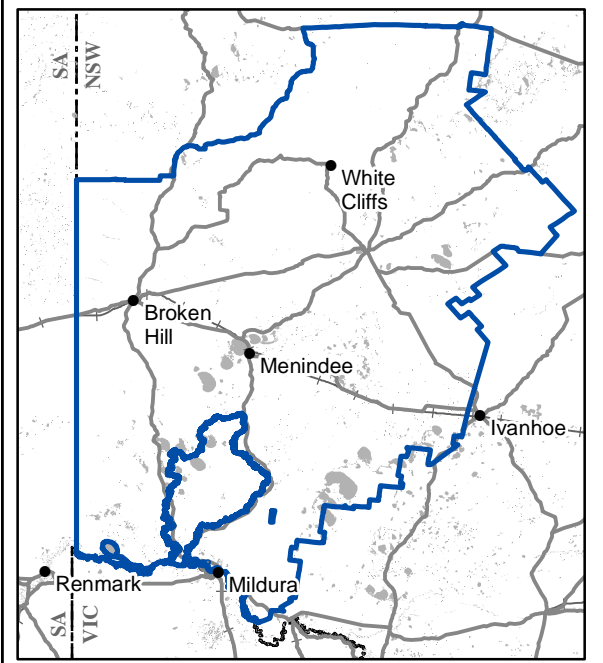 SA
NSW
White
Cliffs
Broken
Hill
Menindee
Ivanhoe
Renmark
Mildura
SA
VIC